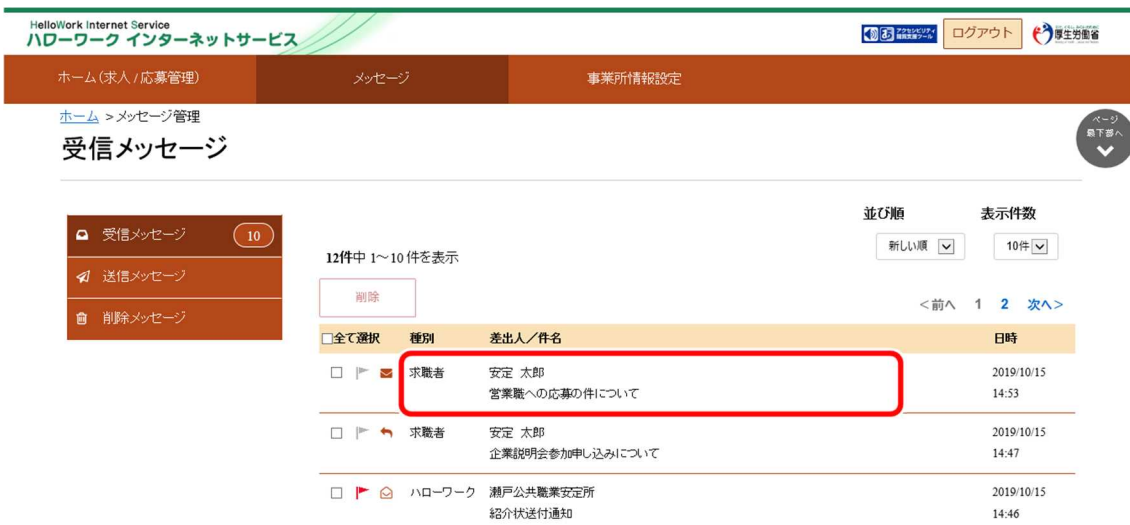 HelloWork Internet Service
ハローワーク インターネットサービス
ログアウト
厚生労働省
ホーム(求人/応募管理)
メッセージ
事業所情報設定
ホーム >メッセージ管理
ページ
最下部へ
受信メッセージ
受信メッセージ 10
送信メッセージ
削除メッセージ
並び順
表示件数
新しい順
10件
12件中 1～10 件を表示
削除
<前へ 1 2 次へ>
全て選択 種別 差出人/件名 日時
求職者 安定 太郎 2019/10/15
営業職への応募の件について 14:53
求職者 安定 太郎 2019/10/15
企業説明会参加申し込みについて 14:47
ハローワーク 瀬戸公共職業安定所 2019/10/15
紹介状送付通知 14:46